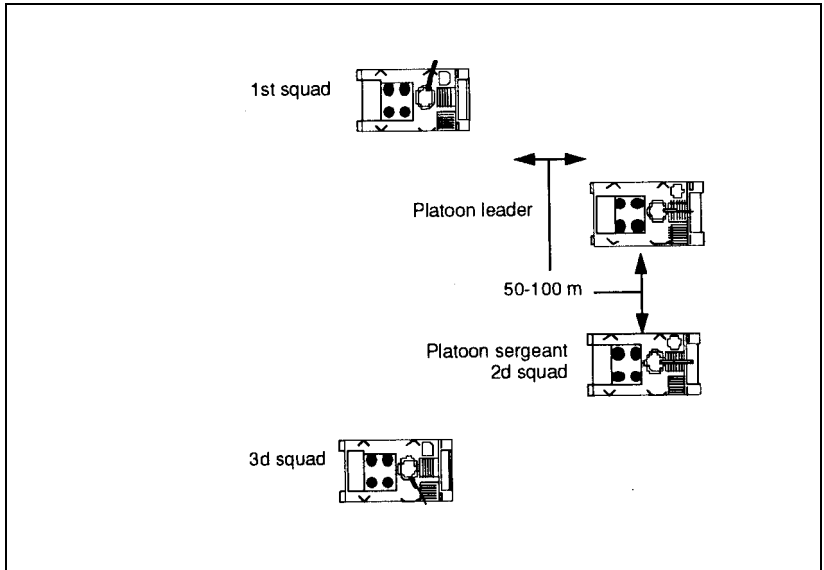 1st squad
Platoon leader
50-100 m
Platoon sergeant
2d squad
3d squad